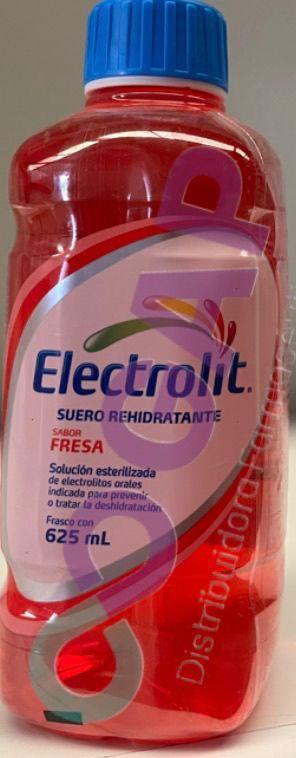 Electrolit.
SUERO REHIDRATANTE
SABOR
FRESA
Solución esterilizada
de electrolitos orales
indicada para prevenir
o tratar la deshidratación
Frasco con
625 mL
Distribuidora